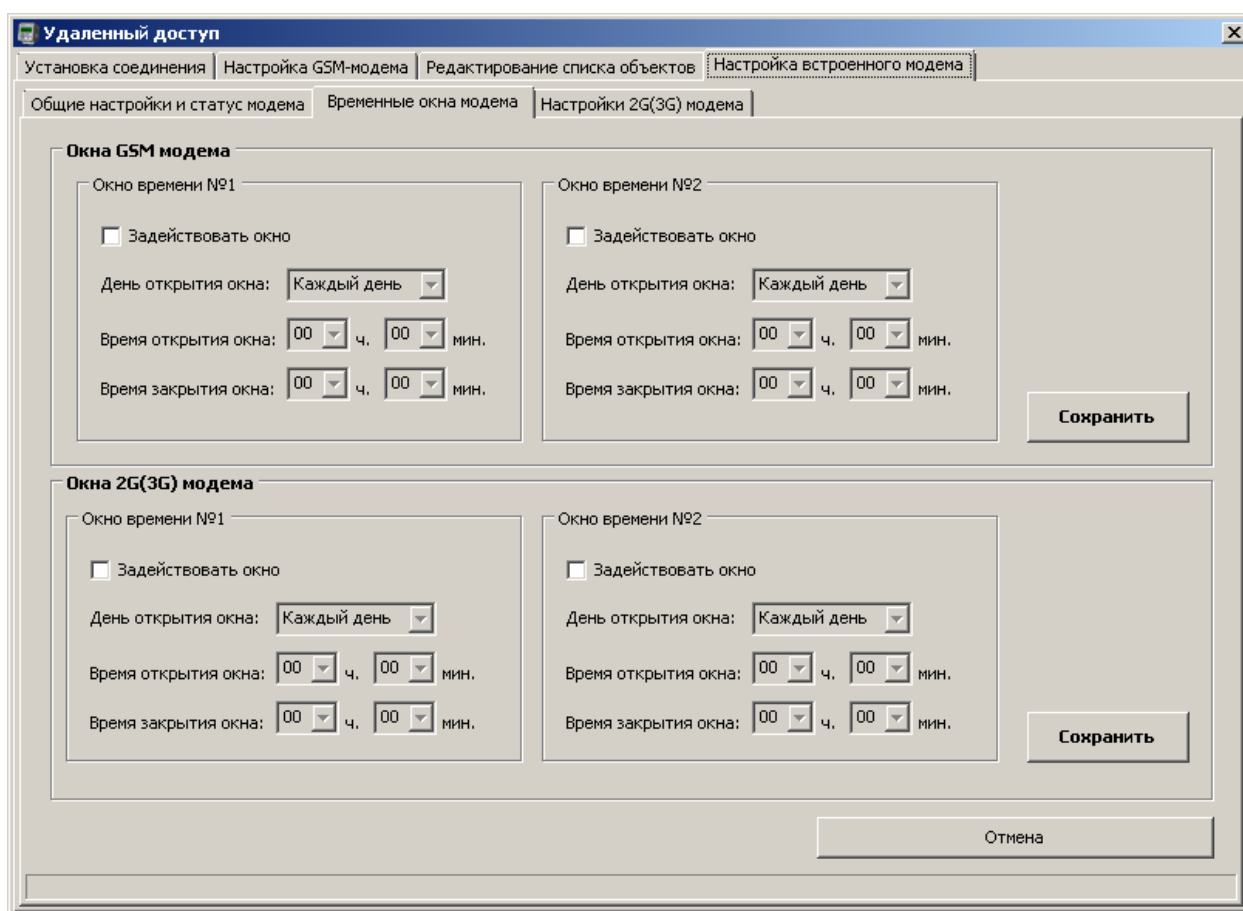 Удаленный доступ
Установка соединения Настройка GSM-модема Редактирование списка объектов Настройка встроенного модема
Общие настройки и статус модема Временные окна модема Настройки 2G(3G) модема
Окна GSM модема
Окно времени №1
Задействовать окно
День открытия окна: Каждый день
Время открытия окна: 00 ч. 00 мин.
Время закрытия окна: 00 ч. 00 мин.
Окно времени №2
Задействовать окно
День открытия окна: Каждый день
Время открытия окна: 00 ч. 00 мин.
Время закрытия окна: 00 ч. 00 мин.
Сохранить
Окна 2G(3G) модема
Окно времени №1
Задействовать окно
День открытия окна: Каждый день
Время открытия окна: 00 ч. 00 мин.
Время закрытия окна: 00 ч. 00 мин.
Окно времени №2
Задействовать окно
День открытия окна: Каждый день
Время открытия окна: 00 ч. 00 мин.
Время закрытия окна: 00 ч. 00 мин.
Сохранить
Отмена